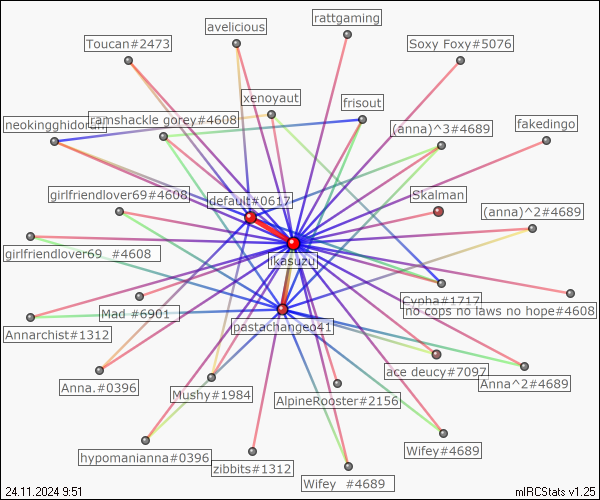 rattgaming
avelicious
Toucan#2473
Soxy Foxy#5076
xenoyaut
frisout
ramshackle gorey#4608
neokingghidorah
(anna)^3#4689
fakedingo
girlfriendlover69#4608
default#0617
Skalman
(anna)^2#4689
girlfriendlover69_#4608
ikasuzu
Cypha#1717
no cops no laws no hope#4608
Mad_#6901
pastachangeo41
Annarchist#1312
ace deucy#7097
Anna^2#4689
Anna.#0396
Mushy#1984
AlpineRooster#2156
Wifey#4689
hypomanianna#0396
zibbits#1312
Wifey_ #4689
24.11.2024 9:51
mIRCStats v1.25